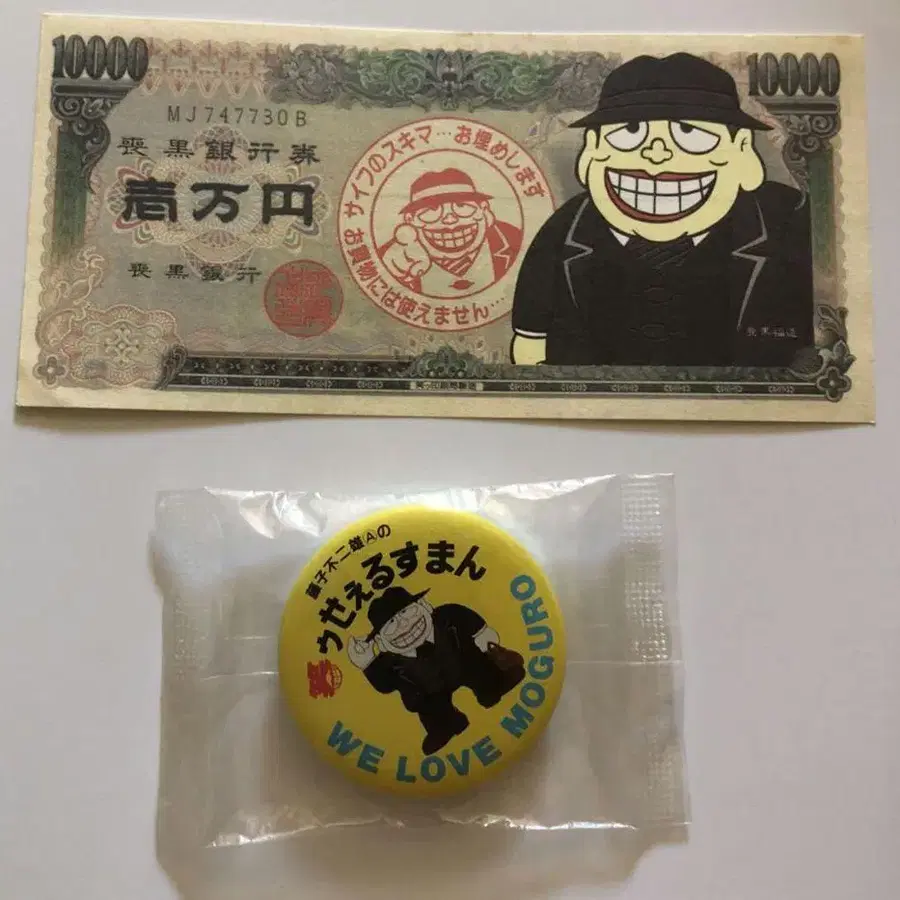 10000
10000
MJ747730B
喪黒銀行券
壱万円
喪黒銀行
サイフのスキマ…お埋めします
お買物には使えません…
喪黒福造
藤子不二雄Ⓐの
笑ゥせぇるすまん
WE LOVE MOGURO